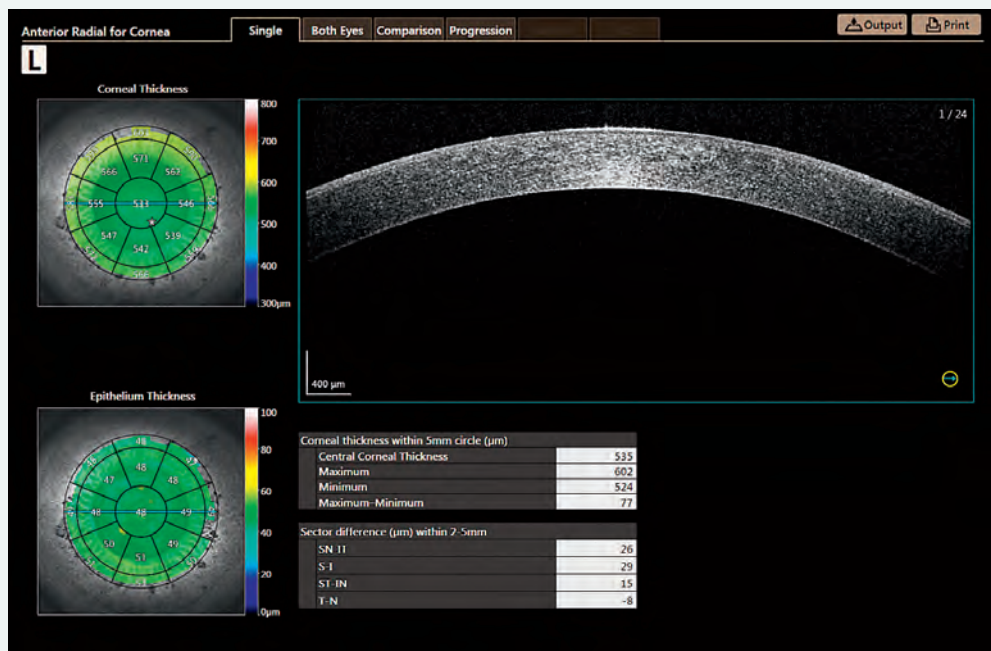 Anterior Radial for Cornea
Single
Both Eyes
Comparison
Progression
Output
Print
L
Corneal Thickness
800
700
600
500
400
300μm
571
566
563
555
533
546
547
539
542
566
1 / 24
400 μm
Epithelium Thickness
100
80
60
40
20
0μm
48
48
47
48
48
48
49
50
49
51
Corneal thickness within 5mm circle (μm)
Central Corneal Thickness 535
Maximum 602
Minimum 524
Maximum-Minimum 77
Sector difference (μm) within 2-5mm
SN-IT 26
S-I 29
ST-IN 15
T-N -8